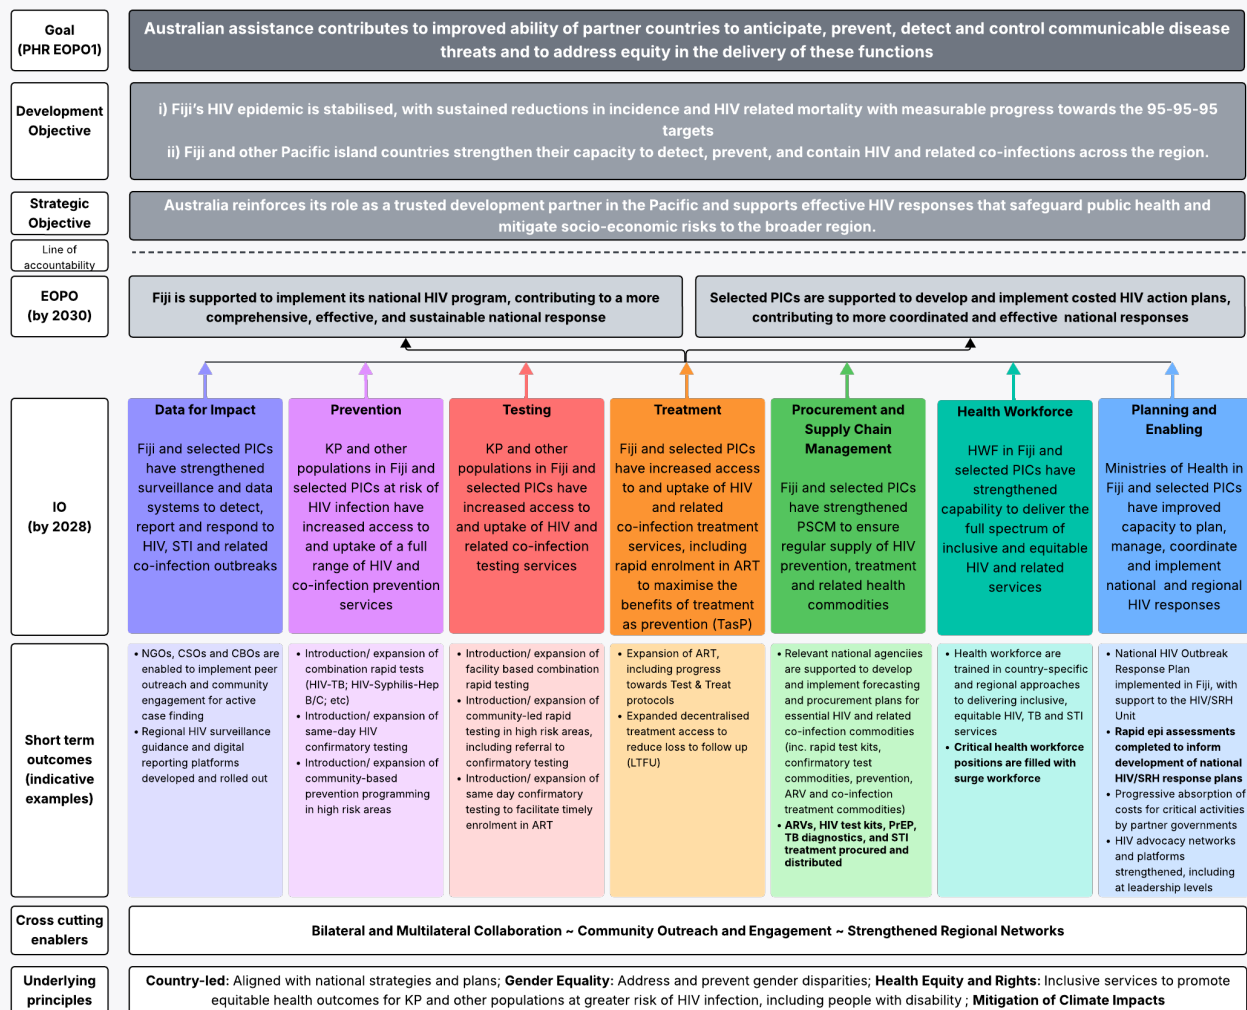 Goal
(PHR EOPO1)
Australian assistance contributes to improved ability of partner countries to anticipate, prevent, detect and control communicable disease
threats and to address equity in the delivery of these functions
Development
Objective
i) Fiji's HIV epidemic is stabilised, with sustained reductions in incidence and HIV related mortality with measurable progress towards the 95-95-95
targets
ii) Fiji and other Pacific island countries strengthen their capacity to detect, prevent, and contain HIV and related co-infections across the region.
Strategic
Objective
Australia reinforces its role as a trusted development partner in the Pacific and supports effective HIV responses that safeguard public health and
mitigate socio-economic risks to the broader region.
Line of
accountability
EOPO
(by 2030)
Fiji is supported to implement its national HIV program, contributing to a more
comprehensive, effective, and sustainable national response
Selected PICs are supported to develop and implement costed HIV action plans,
contributing to more coordinated and effective national responses
IO
(by 2028)
Data for Impact
Fiji and selected PICs
have strengthened
surveillance and data
systems to detect,
report and respond to
HIV, STI and related
co-infection outbreaks
Prevention
KP and other
populations in Fiji and
selected PICs at risk of
HIV infection have
increased access to
and uptake of a full
range of HIV and
co-infection prevention
services
Testing
KP and other
populations in Fiji and
selected PICs have
increased access to
and uptake of HIV and
related co-infection
testing services
Treatment
Fiji and selected PICs
have increased access
to and uptake of HIV
and related
co-infection treatment
services, including
rapid enrolment in ART
to maximise the
benefits of treatment
as prevention (TasP)
Procurement and
Supply Chain
Management
Fiji and selected PICs
have strengthened
PSCM to ensure
regular supply of HIV
prevention, treatment
and related health
commodities
Health Workforce
HWF in Fiji and
selected PICs have
strengthened
capability to deliver the
full spectrum of
inclusive and equitable
HIV and related
services
Planning and
Enabling
Ministries of Health in
Fiji and selected PICs
have improved
capacity to plan,
manage, coordinate
and implement
national and regional
HIV responses
Short term
outcomes
(indicative
examples)
• NGOs, CSOs and CBOs are
enabled to implement peer
outreach and community
engagement for active
case finding
• Regional HIV surveillance
guidance and digital
reporting platforms
developed and rolled out
• Introduction/ expansion of
combination rapid tests
(HIV-TB; HIV-Syphilis-Hep
B/C; etc)
• Introduction/ expansion of
same-day HIV
confirmatory testing
• Introduction/ expansion of
community-based
prevention programming
in high risk areas
• Introduction/ expansion of
facility based combination
rapid testing
• Introduction/ expansion of
community-led rapid
testing in high risk areas,
including referral to
confirmatory testing
• Introduction/ expansion of
same day confirmatory
testing to facilitate timely
enrolment in ART
• Expansion of ART,
including progress
towards Test & Treat
protocols
• Expanded decentralised
treatment access to
reduce loss to follow up
(LTFU)
• Relevant national agenciies
are supported to develop
and implement forecasting
and procurement plans for
essential HIV and related
co-infection commodities
(inc. rapid test kits,
confirmatory test
commodities, prevention,
ARV and co-infection
treatment commodities)
• ARVs, HIV test kits, PrEP,
TB diagnostics, and STI
treatment procured and
distributed
• Health workforce are
trained in country-specific
and regional approaches
to delivering inclusive,
equitable HIV, TB and STI
services
• Critical health workforce
positions are filled with
surge workforce
• National HIV Outbreak
Response Plan
implemented in Fiji, with
support to the HIV/SRH
Unit
• Rapid epi assessments
completed to inform
development of national
HIV/SRH response plans
• Progressive absorption of
costs for critical activities
by partner governments
• HIV advocacy networks
and platforms
strengthened, including
at leadership levels
Cross cutting
enablers
Bilateral and Multilateral Collaboration ~ Community Outreach and Engagement ~ Strengthened Regional Networks
Underlying
principles
Country-led: Aligned with national strategies and plans; Gender Equality: Address and prevent gender disparities; Health Equity and Rights: Inclusive services to promote
equitable health outcomes for KP and other populations at greater risk of HIV infection, including people with disability ; Mitigation of Climate Impacts